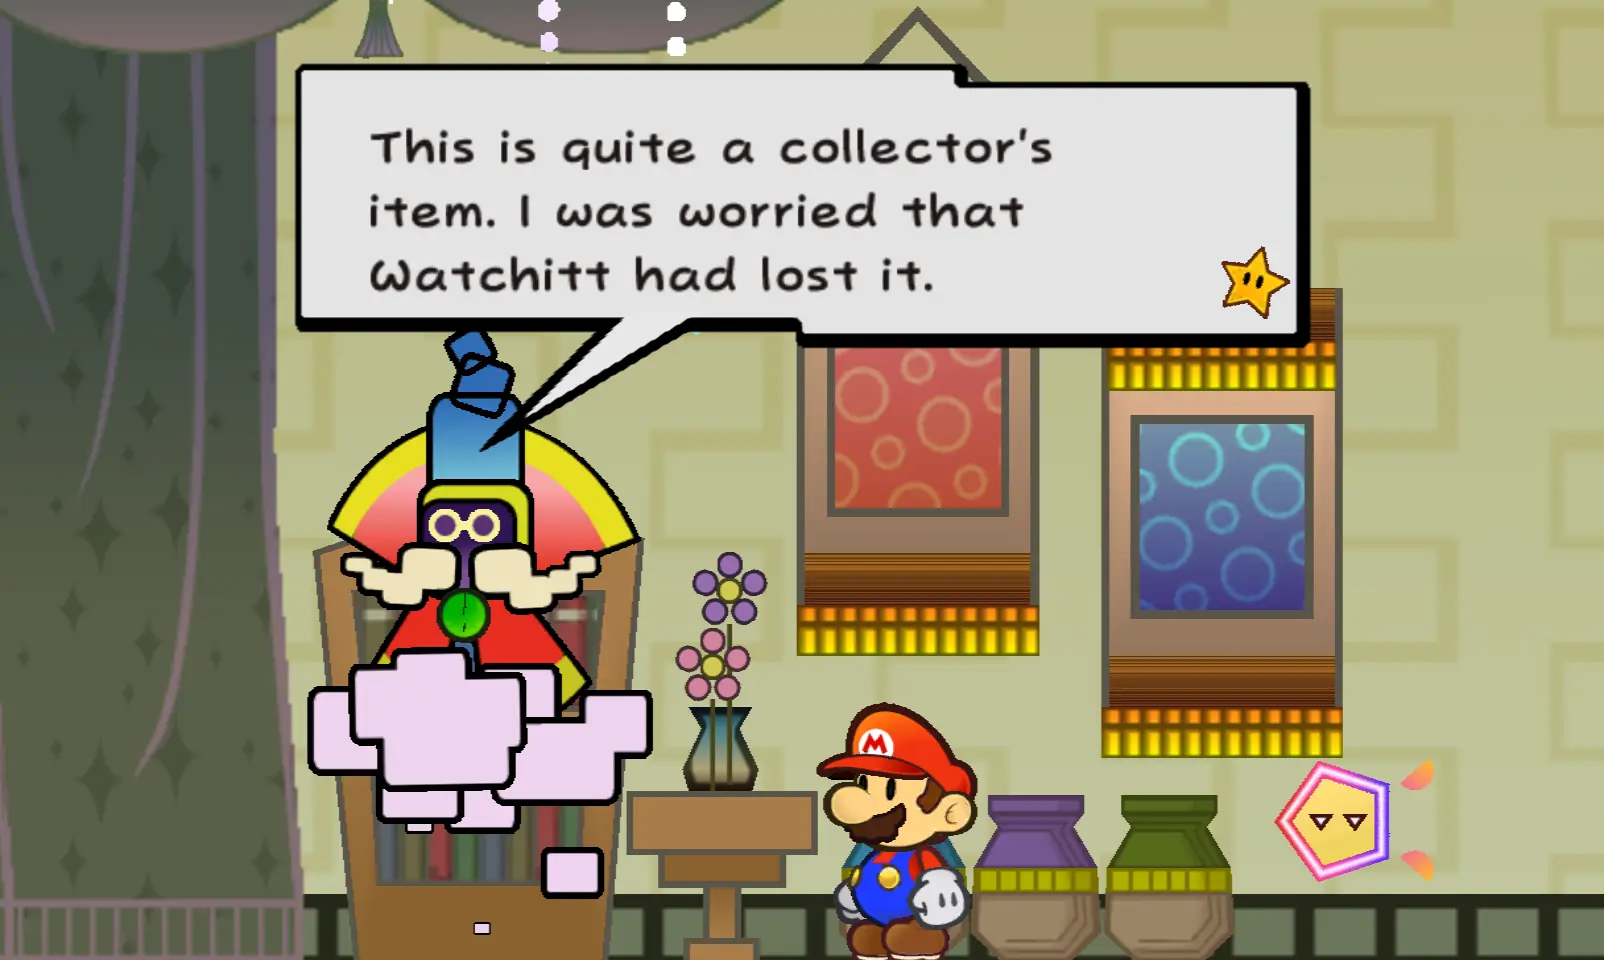 This is quite a collector's
item. I was worried that
Watchitt had lost it.
M